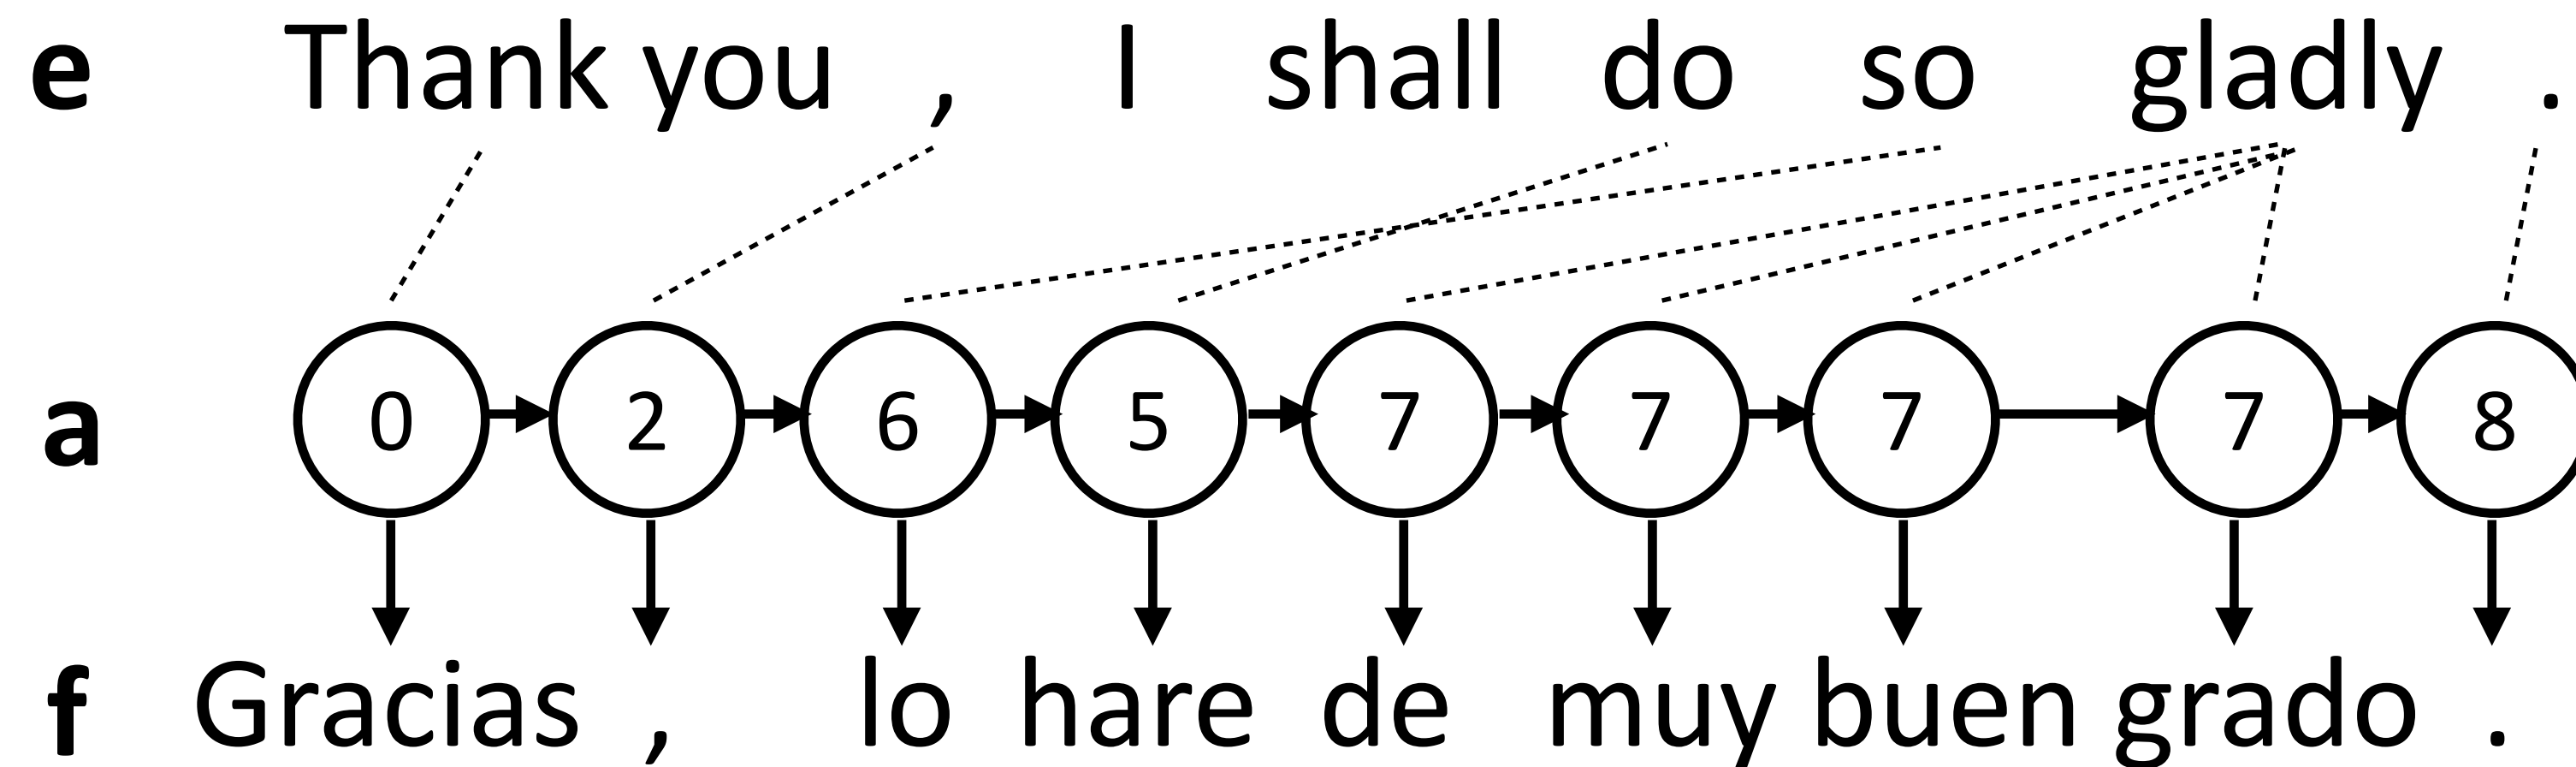 e Thank you , I shall do so gladly .
a 0 2 6 5 7 7 7 7 8
f Gracias , lo hare de muy buen grado .